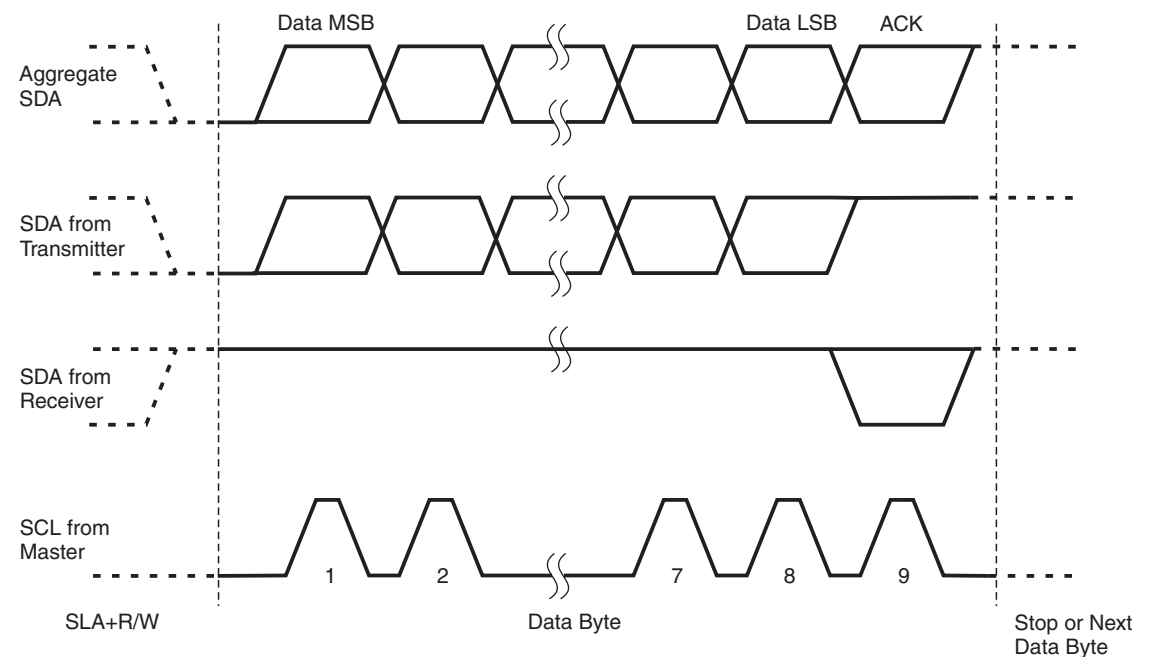 Data MSB
Data LSB
ACK
Aggregate
SDA
SDA from
Transmitter
SDA from
Receiver
SCL from
Master
1
2
7
8
9
SLA+R/W
Data Byte
Stop or Next
Data Byte